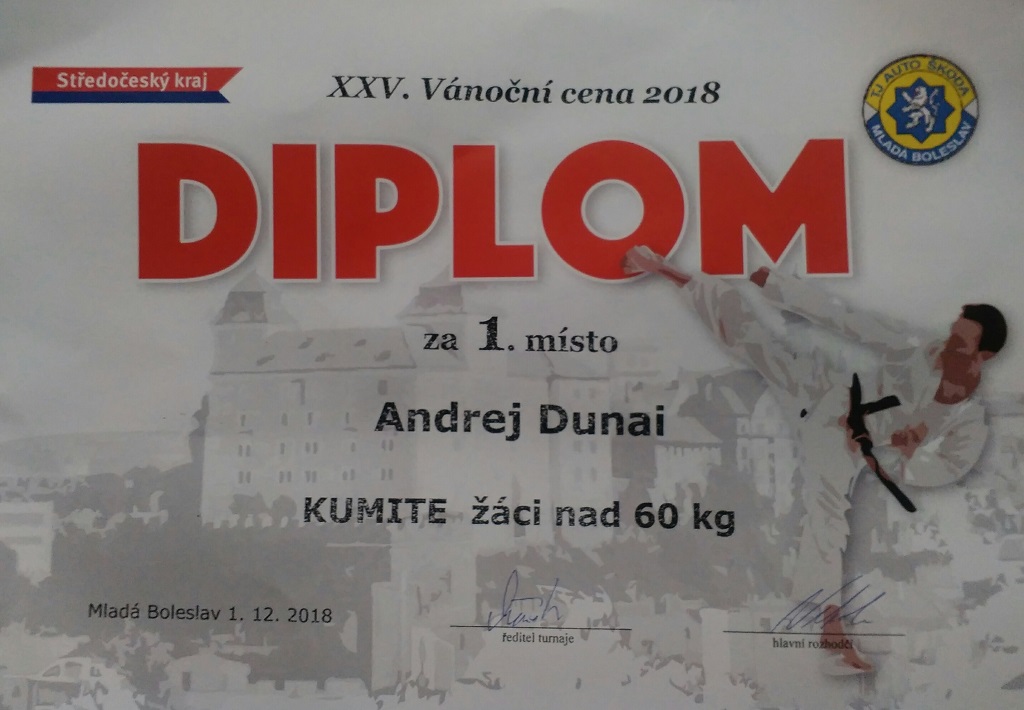 Středočeský kraj
XXV. Vánoční cena 2018
TJ AUTO ŠKODA
MLADÁ BOLESLAV
DIPLOM
za 1. místo
Andrej Dunai
KUMITE žáci nad 60 kg
Mladá Boleslav 1. 12. 2018
ředitel turnaje
hlavní rozhodčí